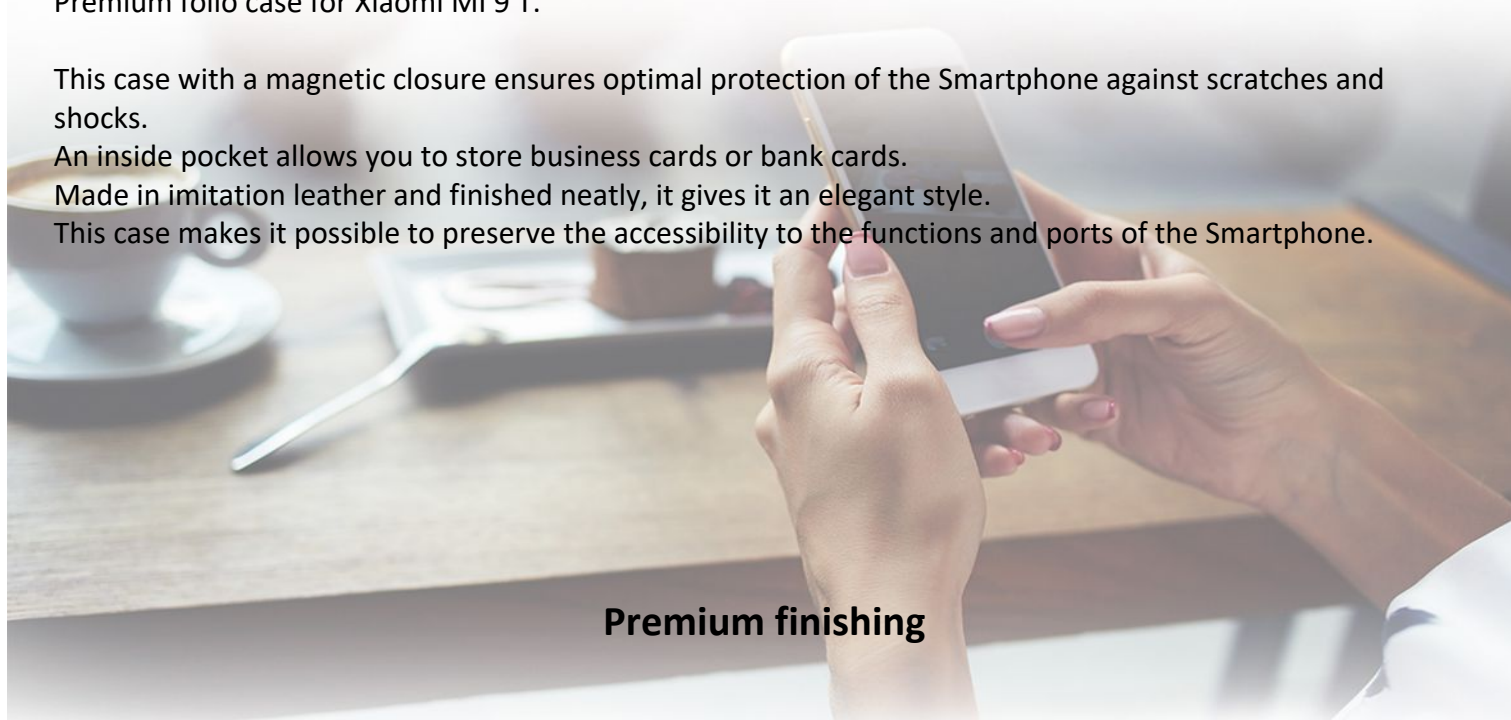 Premium folio case for Xiaomi Mi 9 T.
This case with a magnetic closure ensures optimal protection of the Smartphone against scratches and
shocks.
An inside pocket allows you to store business cards or bank cards.
Made in imitation leather and finished neatly, it gives it an elegant style.
This case makes it possible to preserve the accessibility to the functions and ports of the Smartphone.
Premium finishing